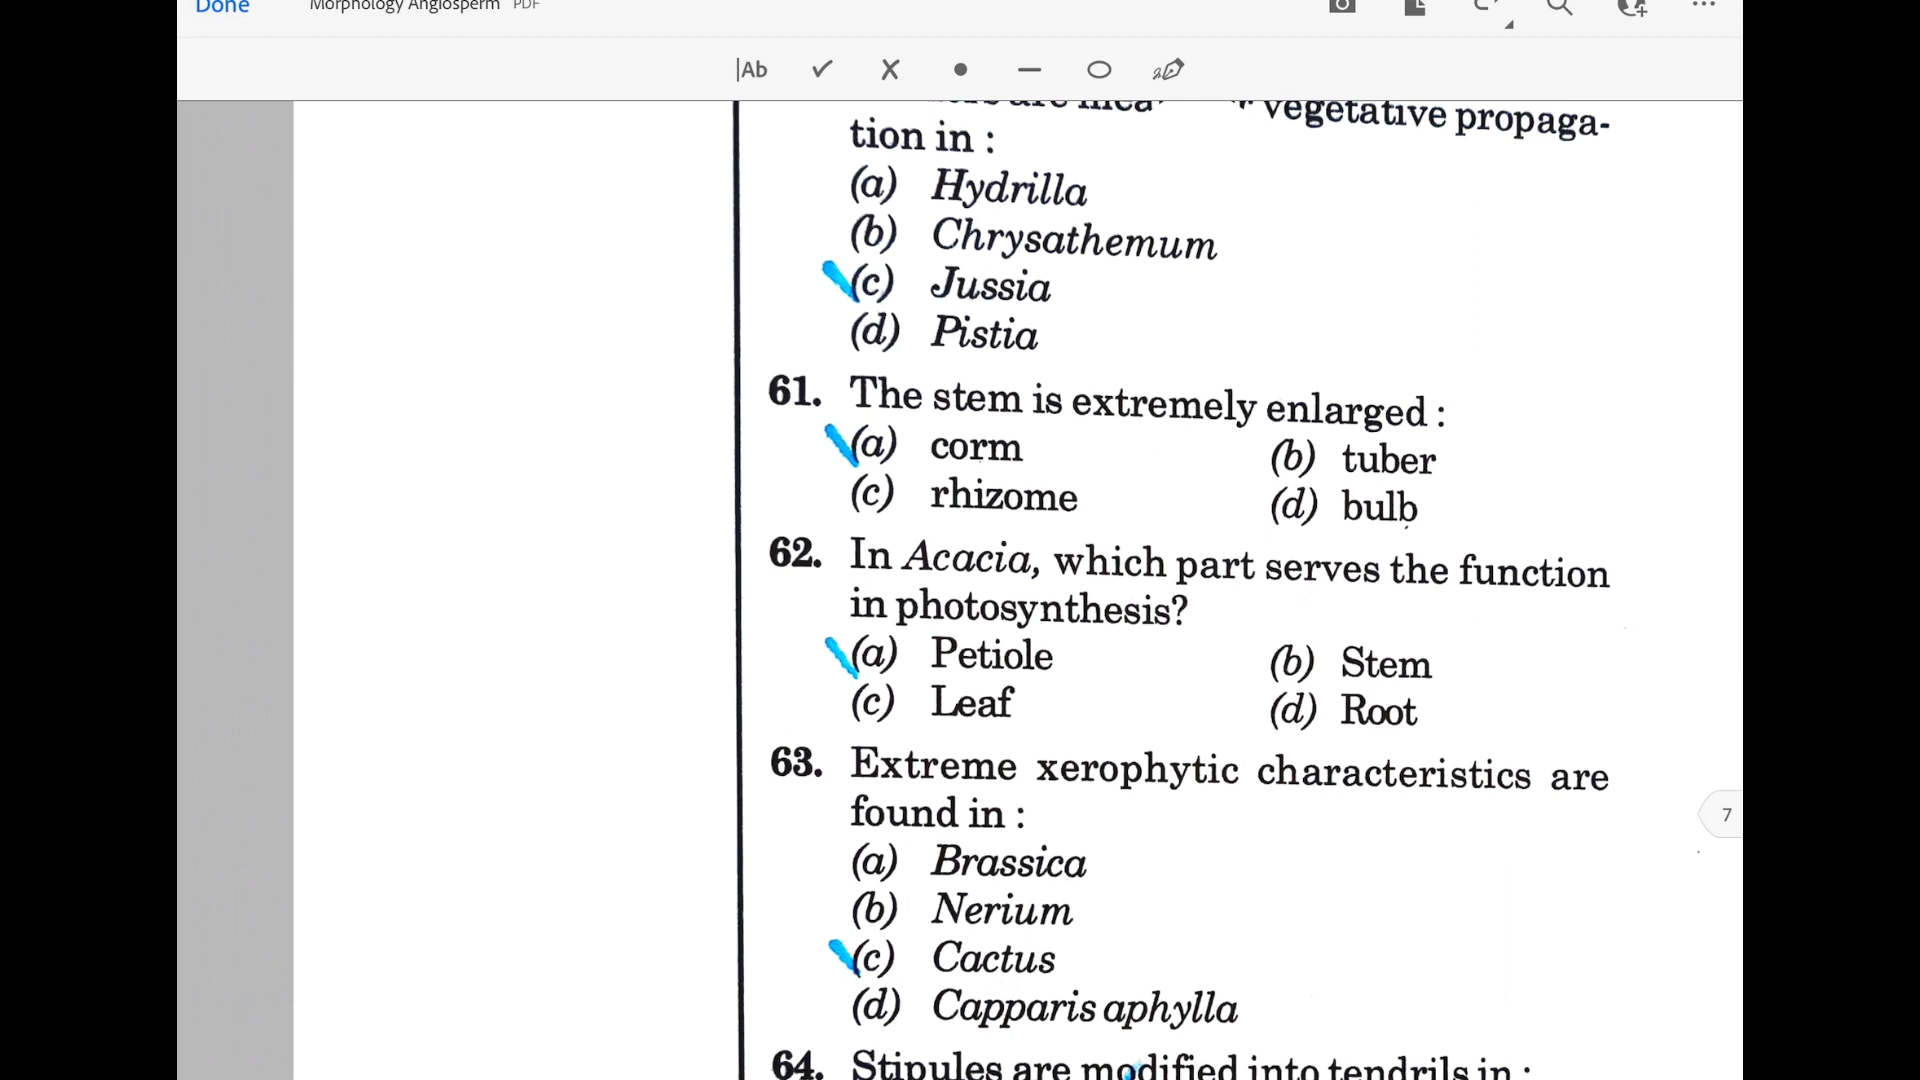 Done
Morphology Angiosperm PDF
|Ab
are mea vegetative propaga-
tion in :
(a) Hydrilla
(b) Chrysathemum
(c) Jussia
(d) Pistia
61. The stem is extremely enlarged :
(a) corm (b) tuber
(c) rhizome (d) bulb
62. In Acacia, which part serves the function
in photosynthesis?
(a) Petiole (b) Stem
(c) Leaf (d) Root
63. Extreme xerophytic characteristics are
found in :
7
(a) Brassica
(b) Nerium
(c) Cactus
(d) Capparis aphylla
64. Stipules are modified into tendrils in :